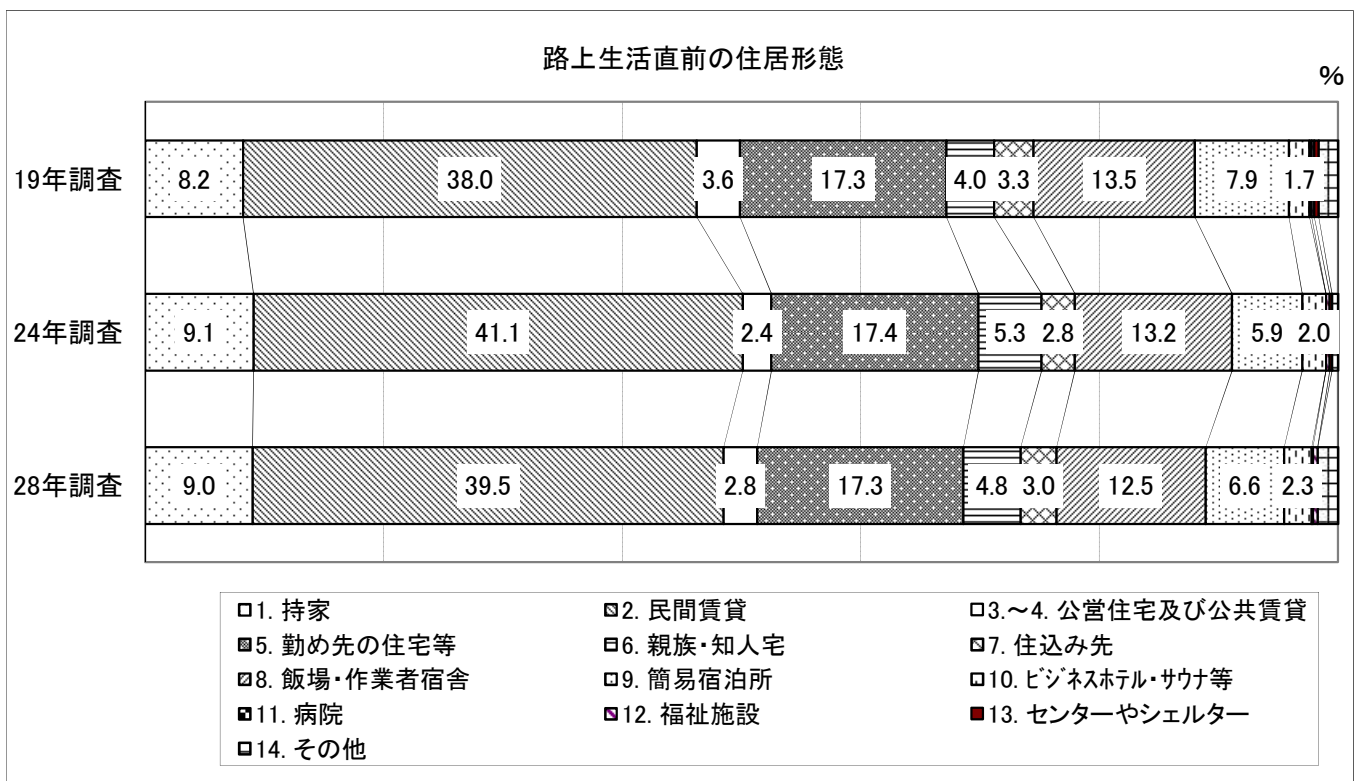 路上生活直前の住居形態
%
19年調査 8.2 38.0 3.6 17.3 4.0 3.3 13.5 7.9 1.7
24年調査 9.1 41.1 2.4 17.4 5.3 2.8 13.2 5.9 2.0
28年調査 9.0 39.5 2.8 17.3 4.8 3.0 12.5 6.6 2.3
1. 持家 2. 民間賃貸 3.～4. 公営住宅及び公共賃貸
5. 勤め先の住宅等 6. 親族・知人宅 7. 住込み先
8. 飯場・作業者宿舎 9. 簡易宿泊所 10. ﾋﾞｼﾞﾈｽﾎﾃﾙ・ｻｳﾅ等
11. 病院 12. 福祉施設 13. センターやシェルター
14. その他